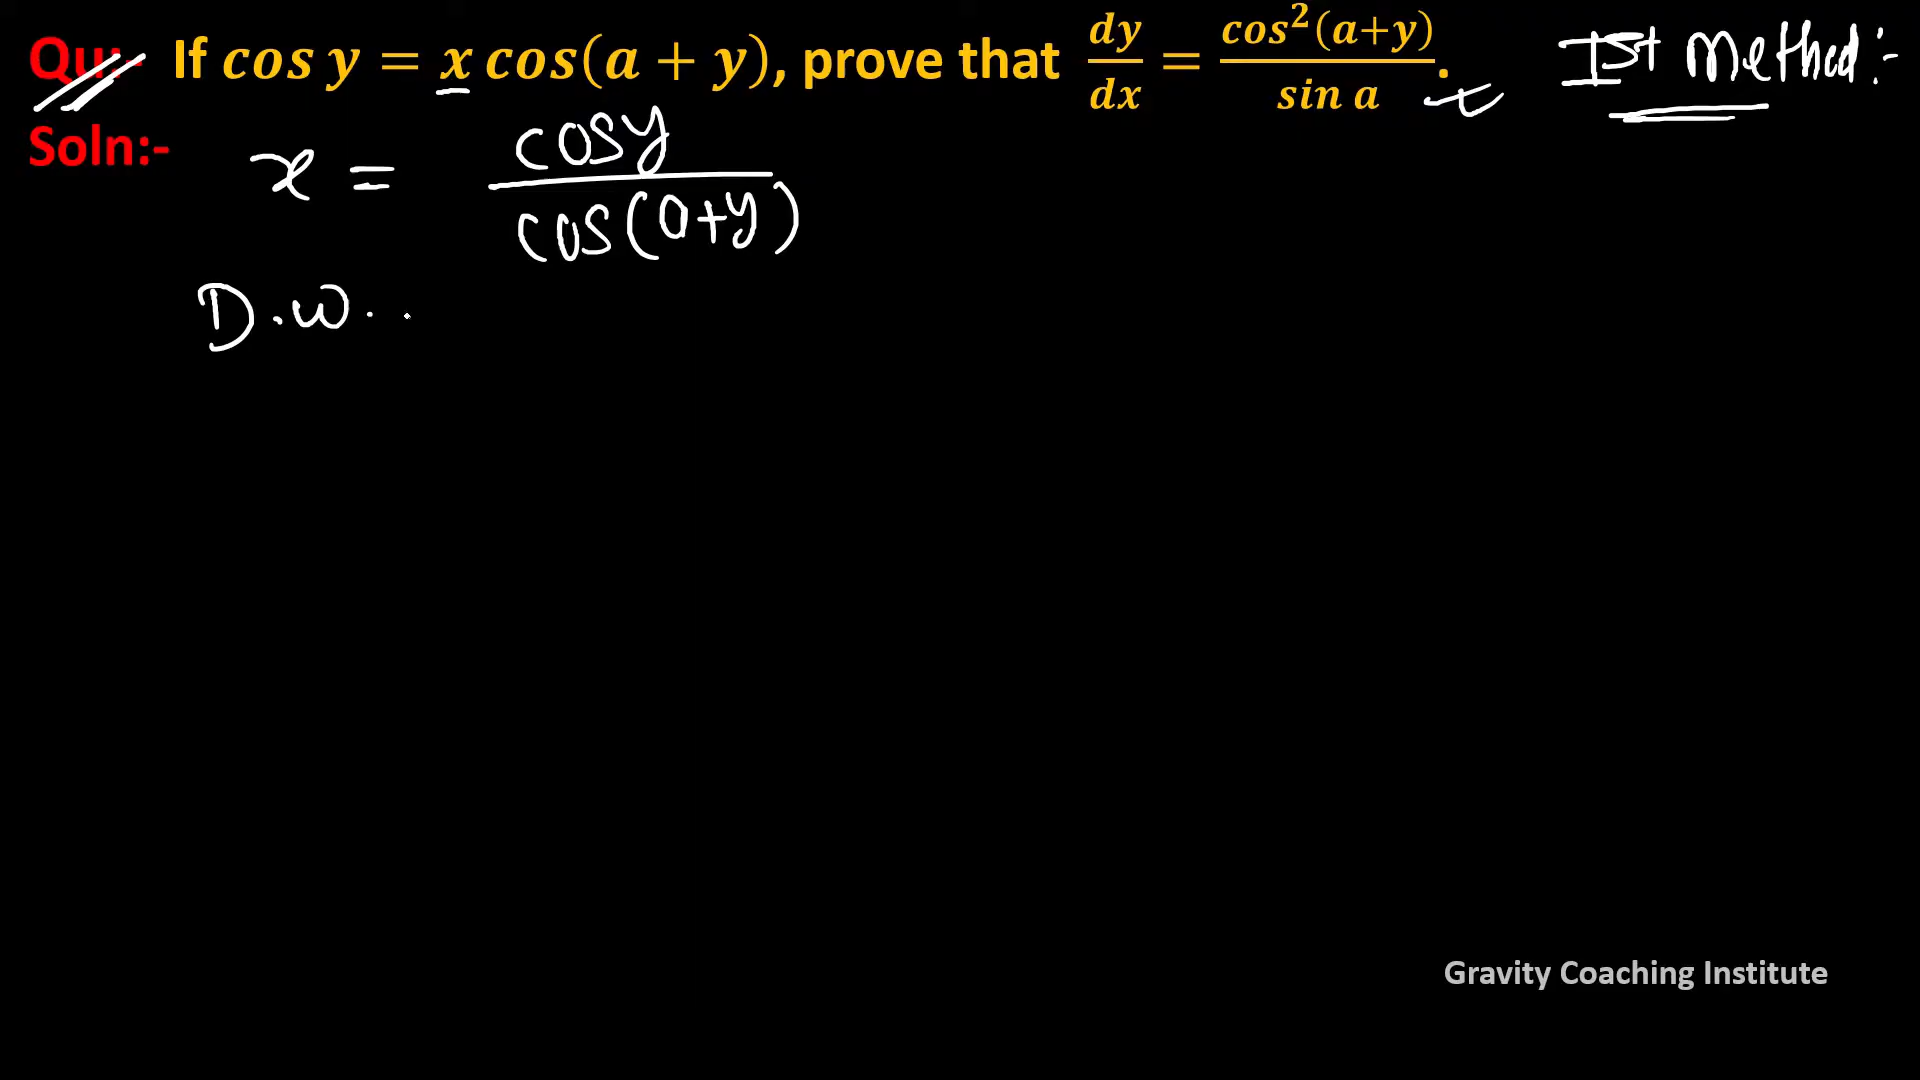 Qu:- If cos y = x cos(a + y), prove that dy/dx = cos²(a+y)/sin a. Ist Method:-
Soln:- x = cosy/cos(a+y)
D.W..
Gravity Coaching Institute